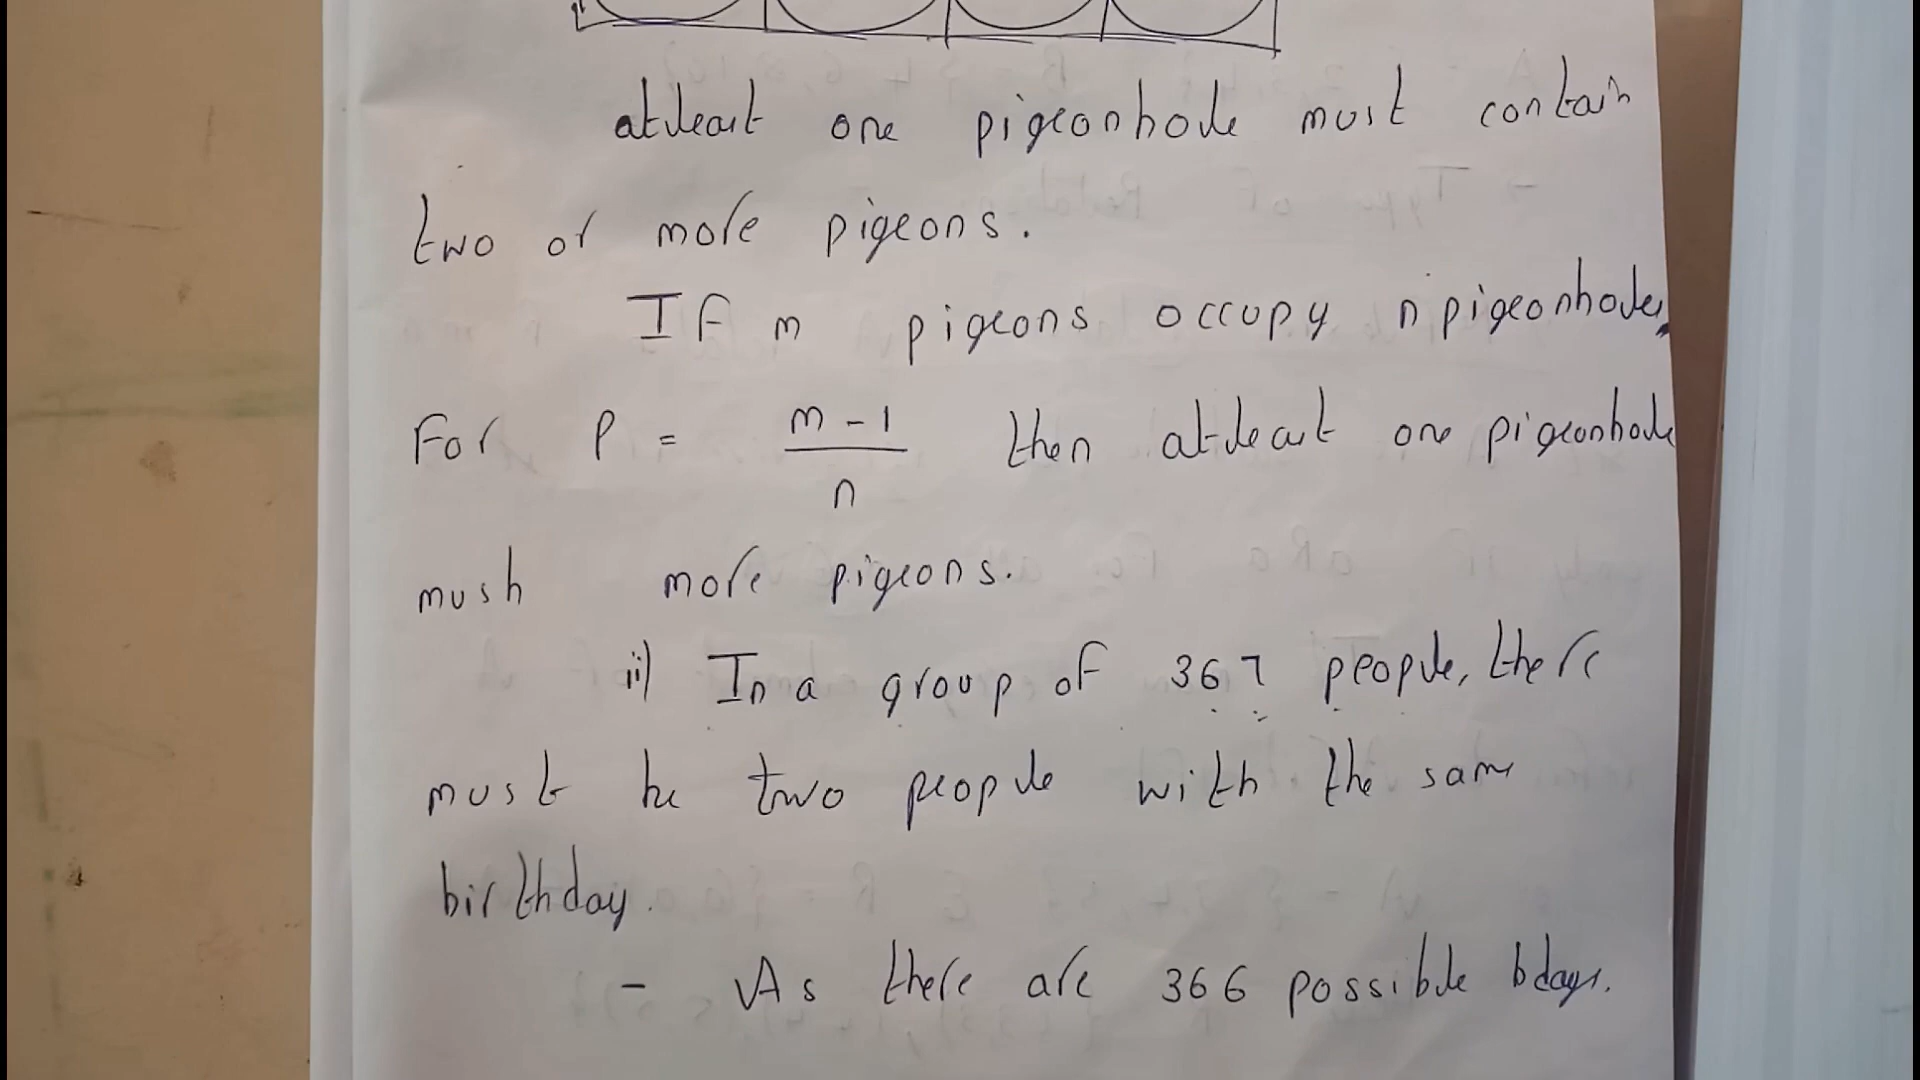 atleast one pigeonhole must contain
two or more pigeons.
If m pigeons occupy n pigeonholes
For P = m - 1 / n then atleast one pigeonhole
mush more pigeons.
ii) In a group of 367 people, there
must be two people with the same
birthday.
- As there are 366 possible bdays.